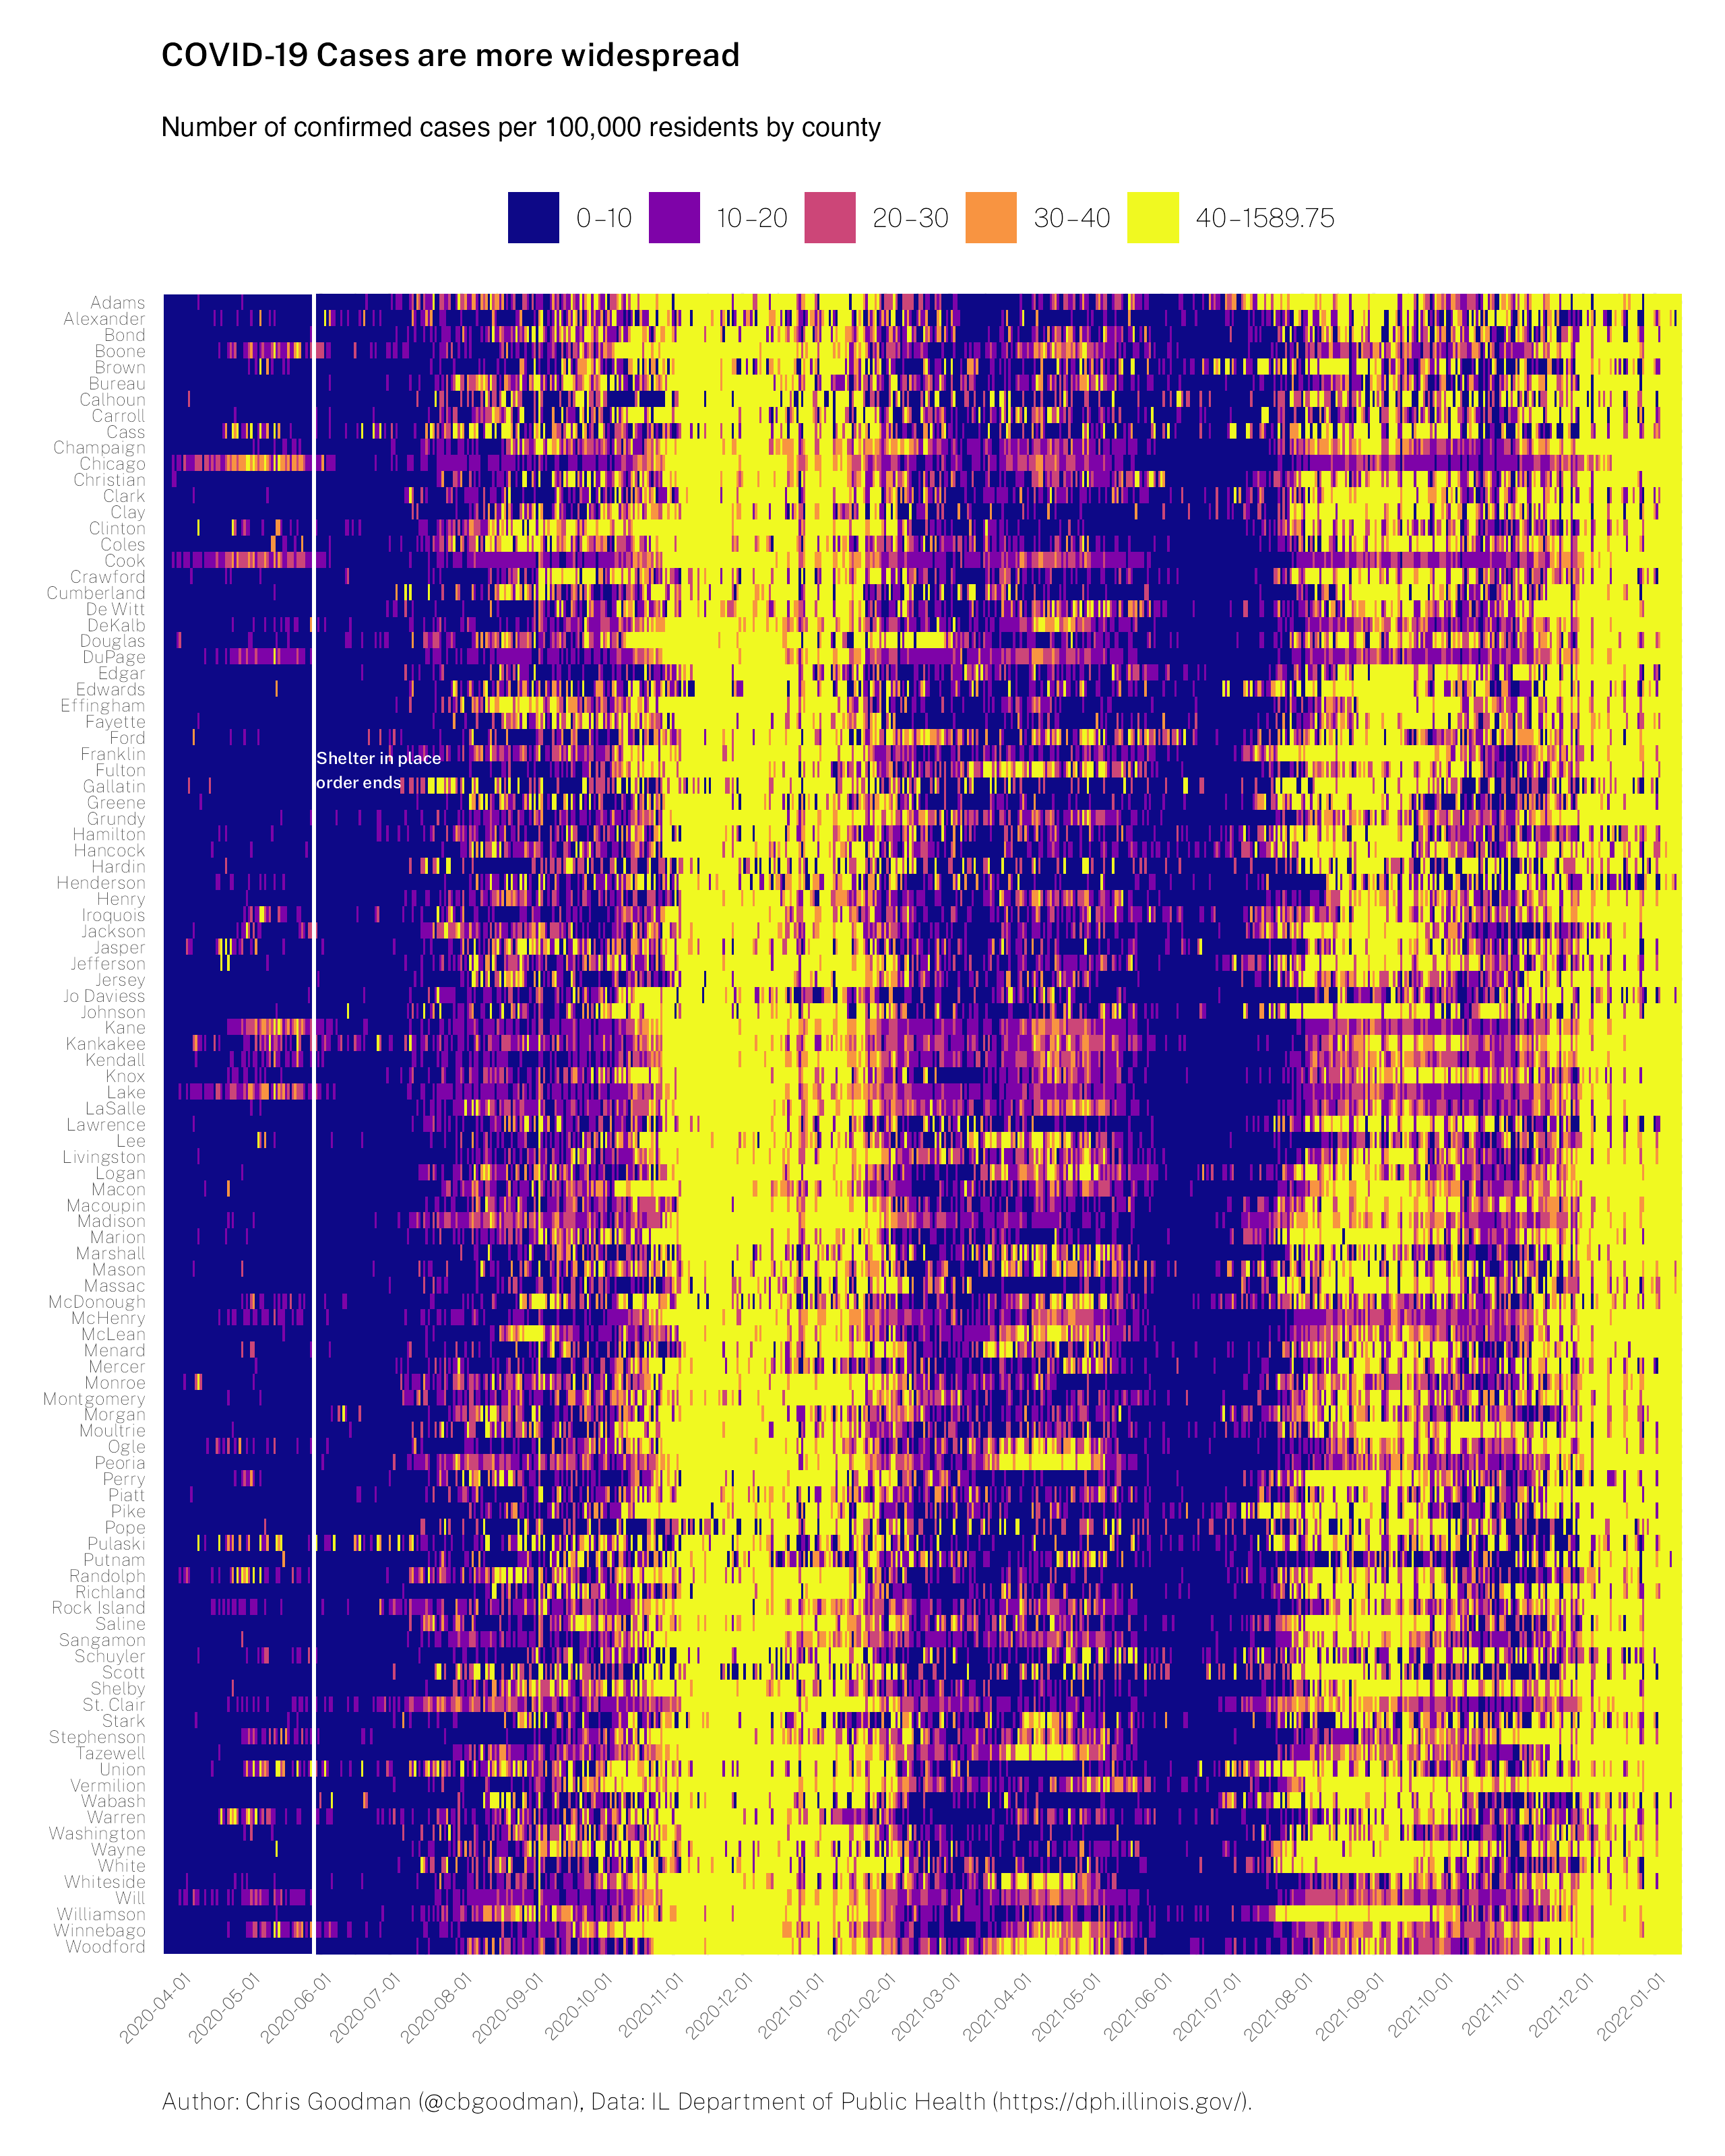 COVID-19 Cases are more widespread
Number of confirmed cases per 100,000 residents by county
0–10 10–20 20–30 30–40 40–1589.75
Adams
Alexander
Bond
Boone
Brown
Bureau
Calhoun
Carroll
Cass
Champaign
Chicago
Christian
Clark
Clay
Clinton
Coles
Cook
Crawford
Cumberland
De Witt
DeKalb
Douglas
DuPage
Edgar
Edwards
Effingham
Fayette
Ford
Franklin
Fulton
Gallatin
Greene
Grundy
Hamilton
Hancock
Hardin
Henderson
Henry
Iroquois
Jackson
Jasper
Jefferson
Jersey
Jo Daviess
Johnson
Kane
Kankakee
Kendall
Knox
Lake
LaSalle
Lawrence
Lee
Livingston
Logan
Macon
Macoupin
Madison
Marion
Marshall
Mason
Massac
McDonough
McHenry
McLean
Menard
Mercer
Monroe
Montgomery
Morgan
Moultrie
Ogle
Peoria
Perry
Piatt
Pike
Pope
Pulaski
Putnam
Randolph
Richland
Rock Island
Saline
Sangamon
Schuyler
Scott
Shelby
St. Clair
Stark
Stephenson
Tazewell
Union
Vermilion
Wabash
Warren
Washington
Wayne
White
Whiteside
Will
Williamson
Winnebago
Woodford
Shelter in place
order ends
2020-04-01
2020-05-01
2020-06-01
2020-07-01
2020-08-01
2020-09-01
2020-10-01
2020-11-01
2020-12-01
2021-01-01
2021-02-01
2021-03-01
2021-04-01
2021-05-01
2021-06-01
2021-07-01
2021-08-01
2021-09-01
2021-10-01
2021-11-01
2021-12-01
2022-01-01
Author: Chris Goodman (@cbgoodman), Data: IL Department of Public Health (https://dph.illinois.gov/).